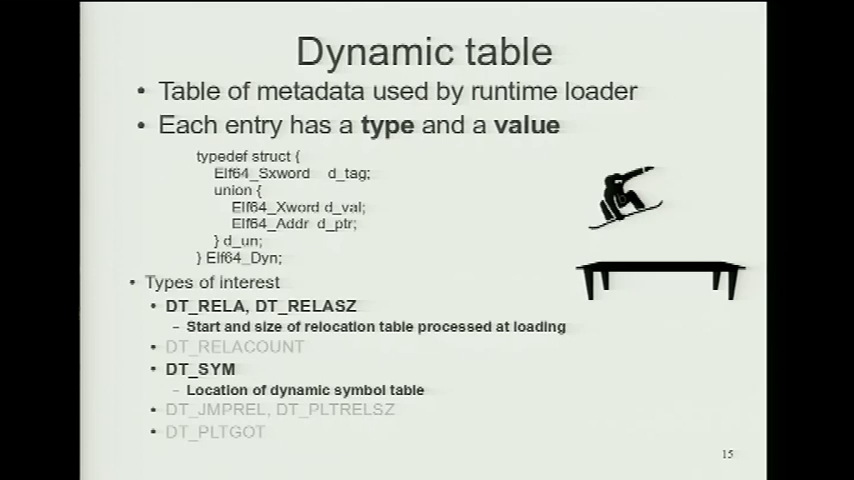 Dynamic table
• Table of metadata used by runtime loader
• Each entry has a type and a value
typedef struct {
Elf64_Sxword d_tag;
union {
Elf64_Xword d_val;
Elf64_Addr d_ptr;
} d_un;
} Elf64_Dyn;
• Types of interest
• DT_RELA, DT_RELASZ
– Start and size of relocation table processed at loading
• DT_RELACOUNT
• DT_SYM
– Location of dynamic symbol table
• DT_JMPREL, DT_PLTRELSZ
• DT_PLTGOT
15